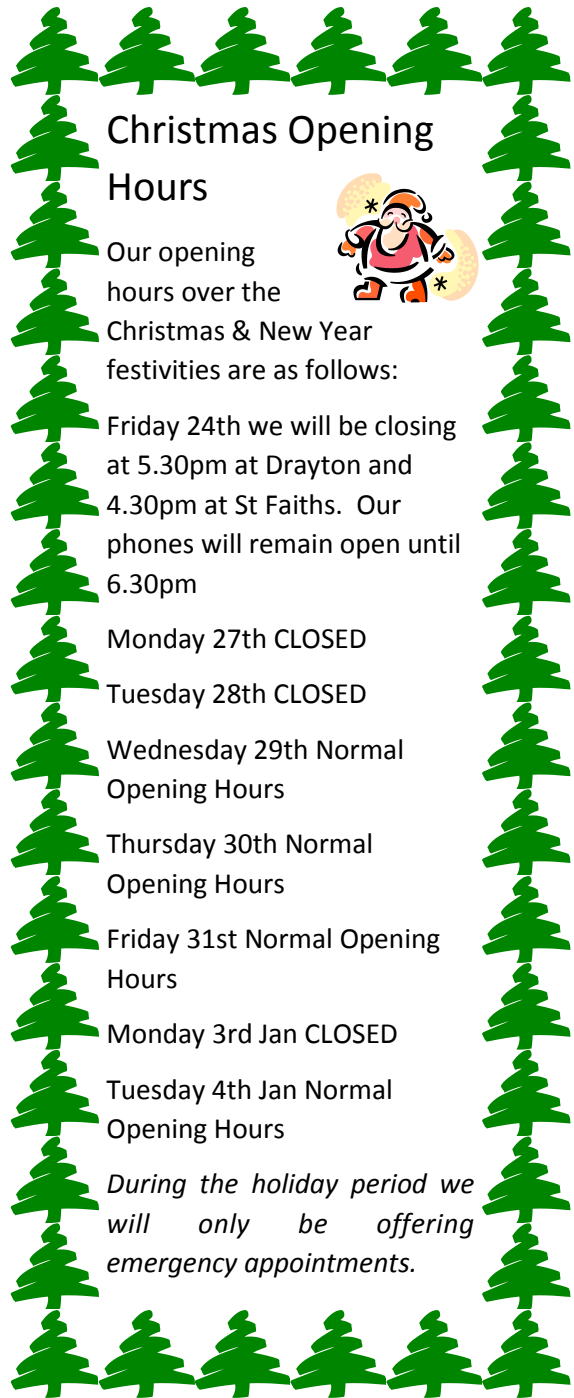 Christmas Opening
Hours
Our opening
hours over the
Christmas & New Year
festivities are as follows:
Friday 24th we will be closing
at 5.30pm at Drayton and
4.30pm at St Faiths.  Our
phones will remain open until
6.30pm
Monday 27th CLOSED
Tuesday 28th CLOSED
Wednesday 29th Normal
Opening Hours
Thursday 30th Normal
Opening Hours
Friday 31st Normal Opening
Hours
Monday 3rd Jan CLOSED
Tuesday 4th Jan Normal
Opening Hours
During the holiday period we
will only be offering
emergency appointments.